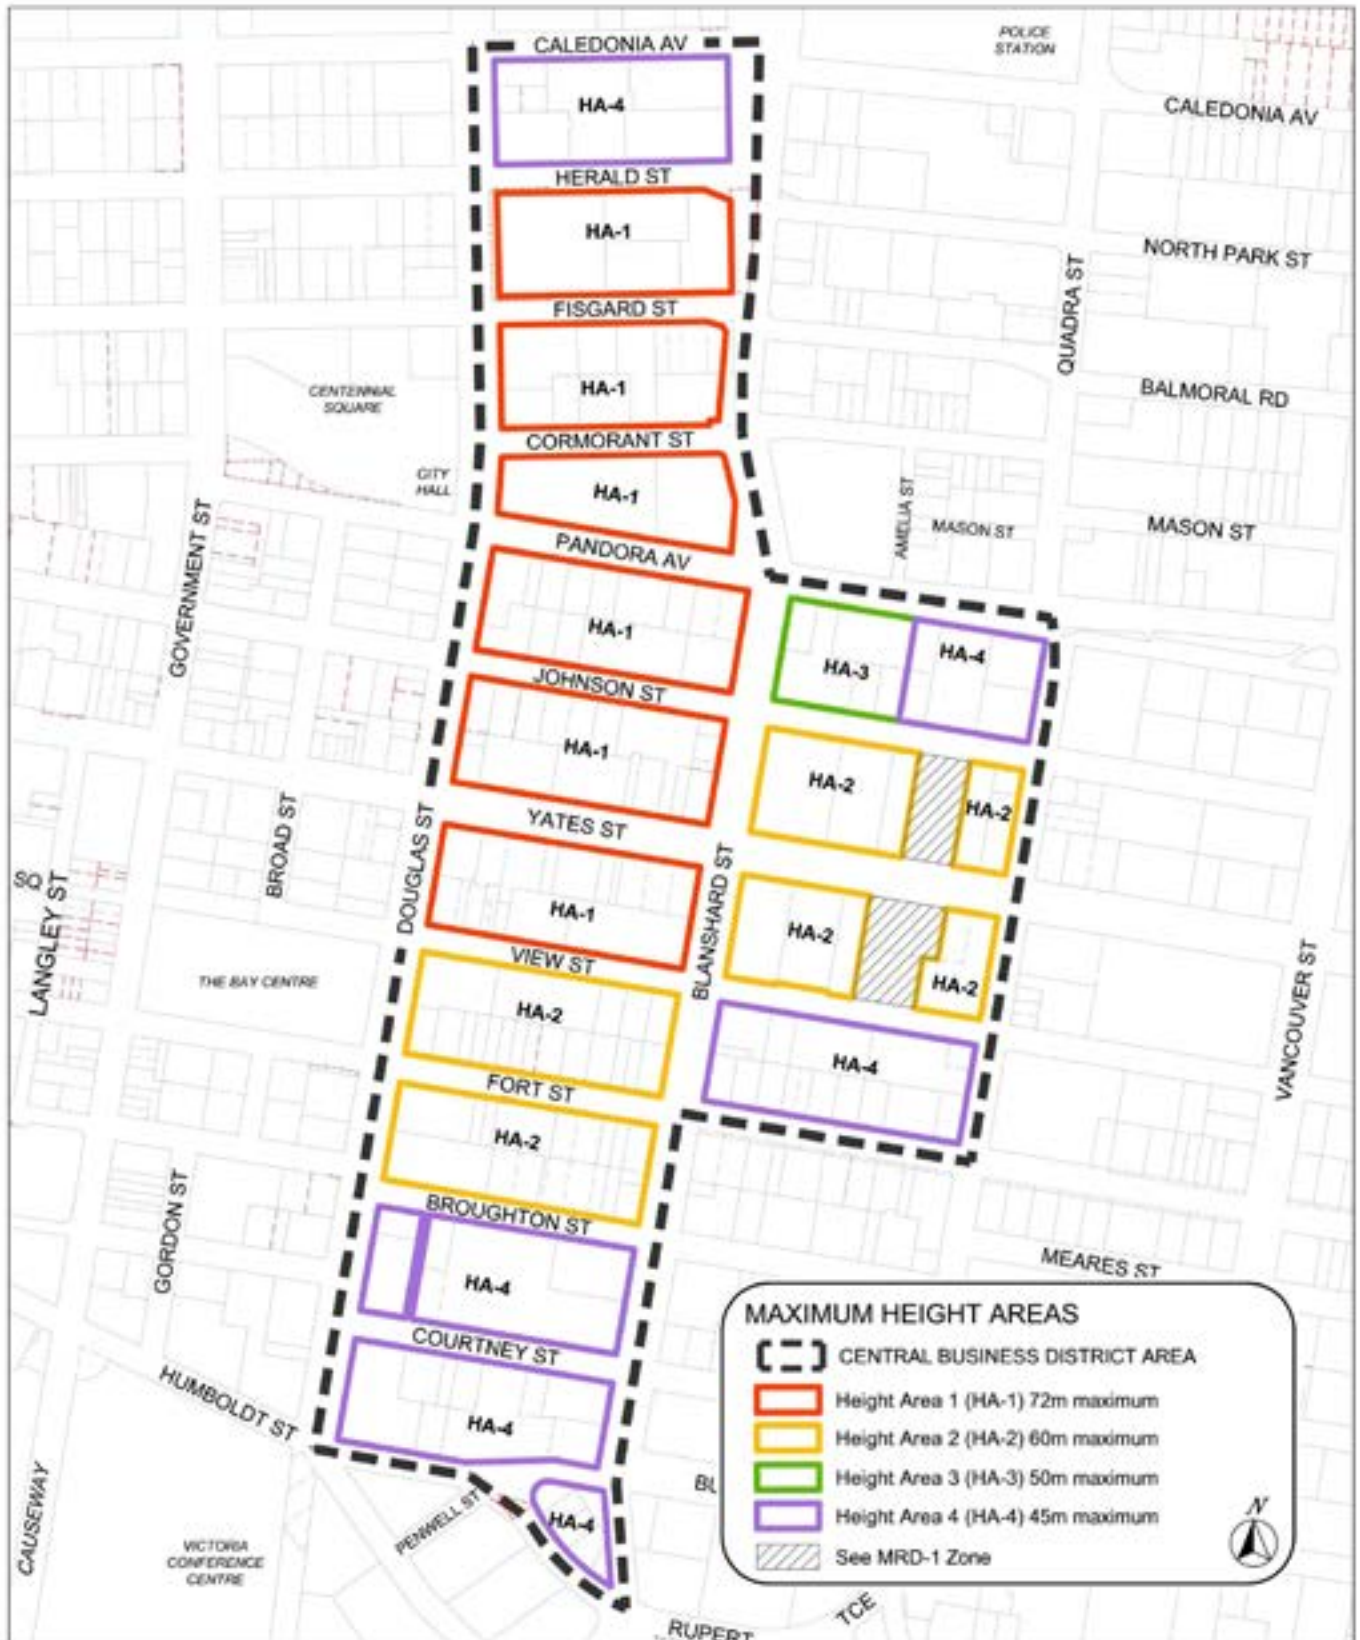 POLICE
STATION
CALEDONIA AV
CALEDONIA AV
HA-4
HERALD ST
HA-1
NORTH PARK ST
QUADRA ST
FISGARD ST
CENTENNIAL
SQUARE
HA-1
BALMORAL RD
CORMORANT ST
CITY
HALL
HA-1
AMELIA ST
MASON ST
MASON ST
GOVERNMENT ST
PANDORA AV
HA-1
HA-3
HA-4
JOHNSON ST
HA-1
HA-2
HA-2
BROAD ST
DOUGLAS ST
YATES ST
BLANSHARD ST
SQ
LANGLEY ST
HA-1
HA-2
HA-2
VIEW ST
THE BAY CENTRE
HA-2
VANCOUVER ST
HA-4
FORT ST
HA-2
GORDON ST
BROUGHTON ST
MEARES ST
HA-4
COURTNEY ST
HUMBOLDT ST
HA-4
CAUSEWAY
PENWELL ST
HA-4
VICTORIA
CONFERENCE
CENTRE
BL
MAXIMUM HEIGHT AREAS
CENTRAL BUSINESS DISTRICT AREA
Height Area 1 (HA-1) 72m maximum
Height Area 2 (HA-2) 60m maximum
Height Area 3 (HA-3) 50m maximum
Height Area 4 (HA-4) 45m maximum
See MRD-1 Zone
N
RUPERT
TCE